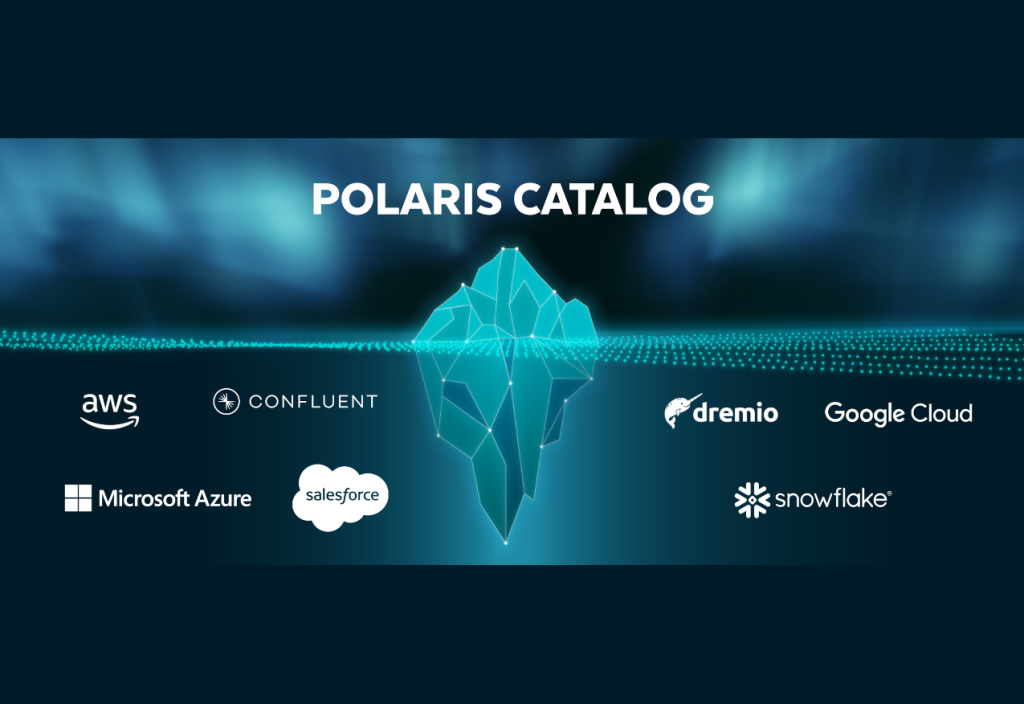 POLARIS CATALOG
aws
CONFLUENT
dremio
Google Cloud
Microsoft Azure
salesforce
snowflake®